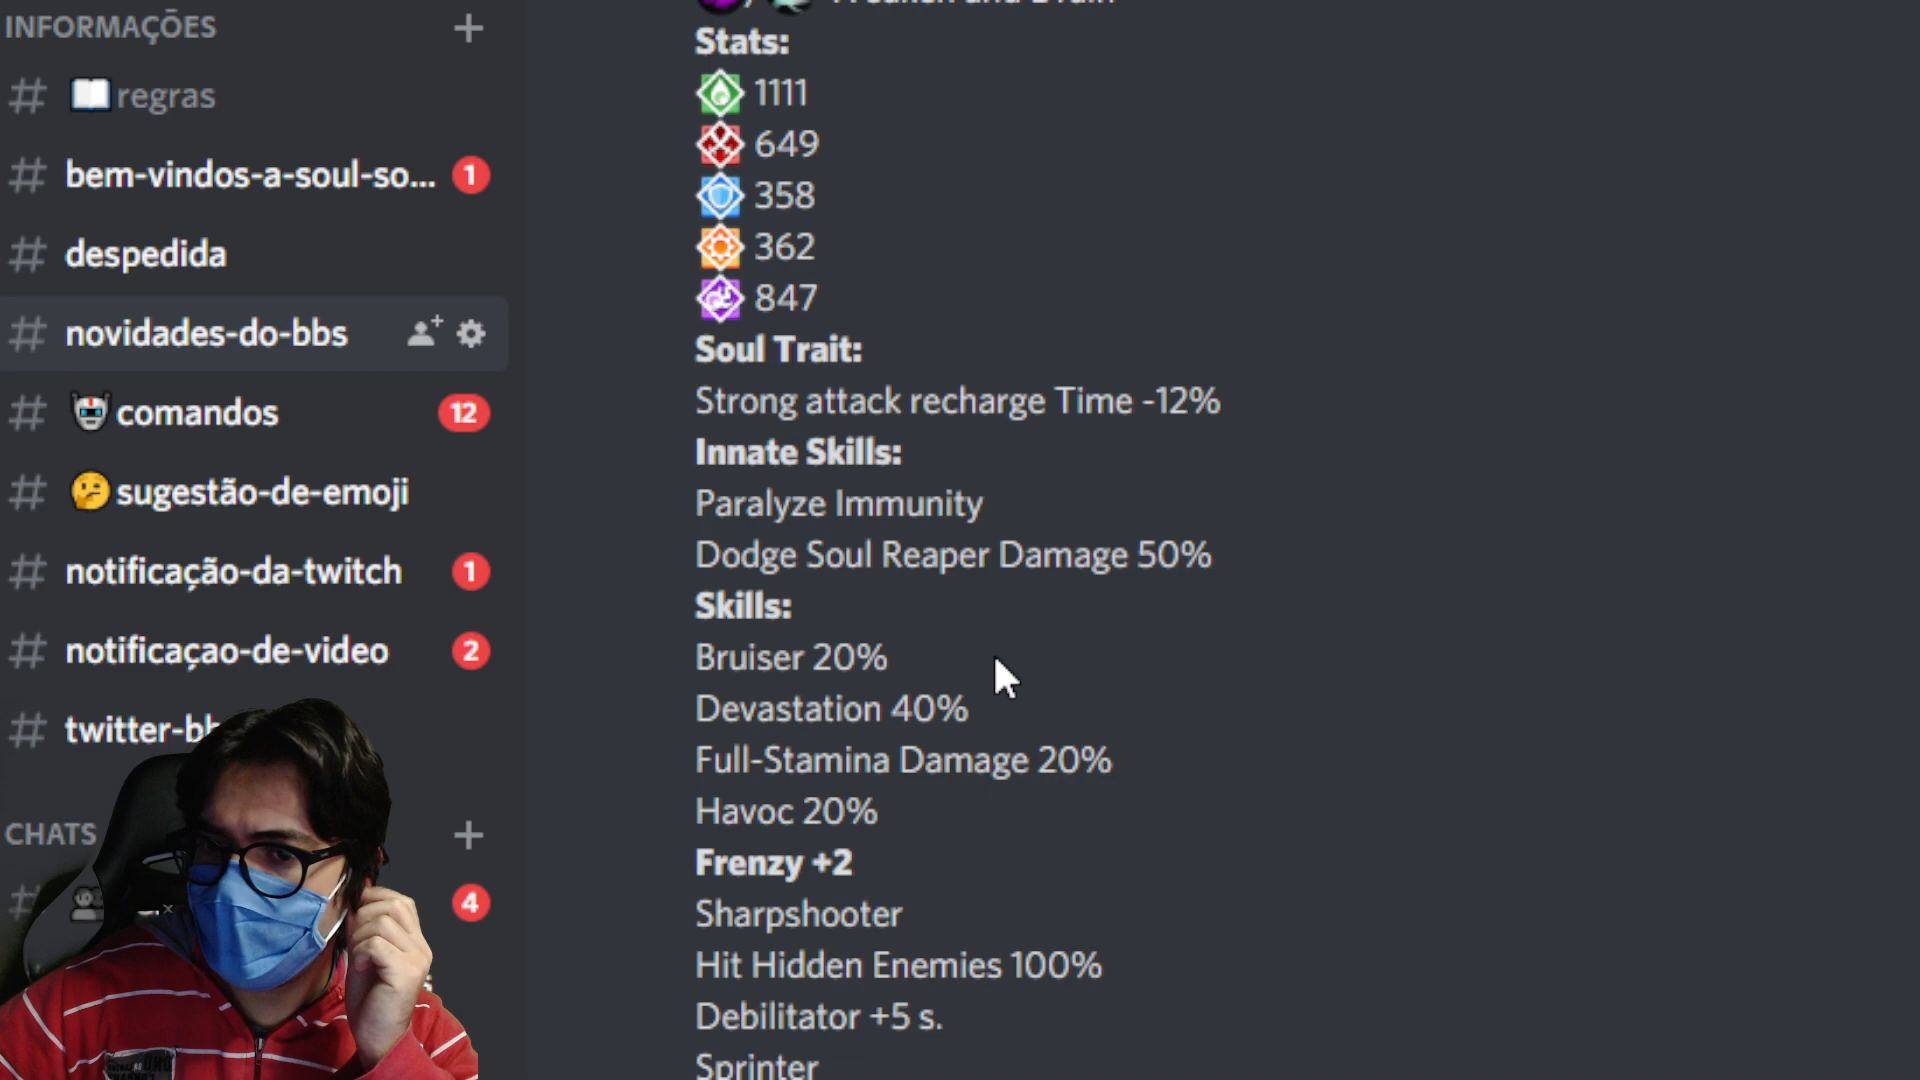 INFORMAÇÕES
regras
bem-vindos-a-soul-so... 1
despedida
novidades-do-bbs
comandos 12
sugestão-de-emoji
notificação-da-twitch 1
notificaçao-de-video 2
CHATS
4
Stats:
1111
649
358
362
847
Soul Trait:
Strong attack recharge Time -12%
Innate Skills:
Paralyze Immunity
Dodge Soul Reaper Damage 50%
Skills:
Bruiser 20%
Devastation 40%
Full-Stamina Damage 20%
Havoc 20%
Frenzy +2
Sharpshooter
Hit Hidden Enemies 100%
Debilitator +5 s.
Sprinter